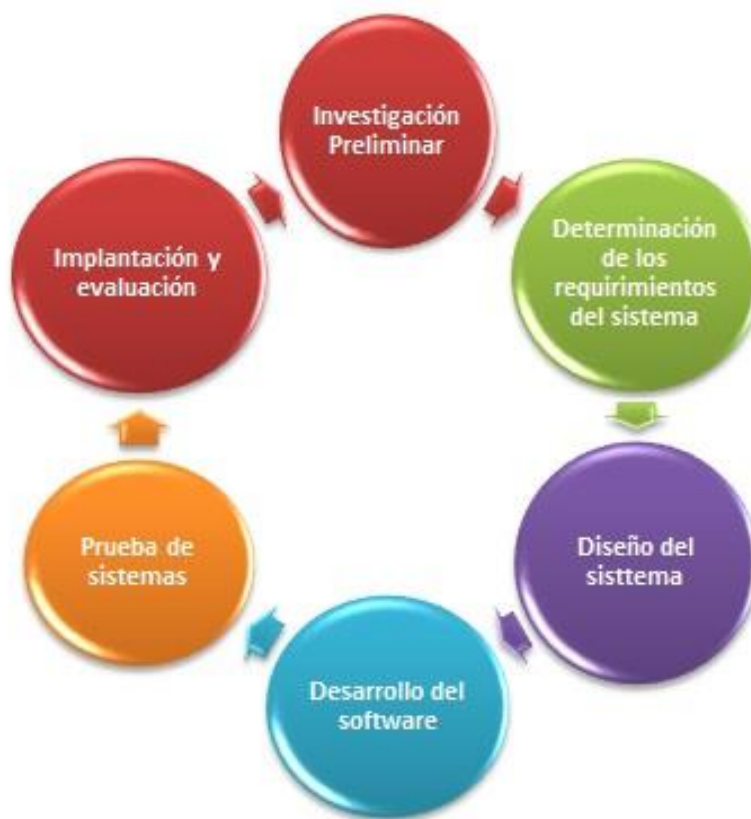 Investigación
Preliminar
Determinación
de los
requirimientos
del sistema
Diseño del
sisttema
Desarrollo del
software
Prueba de
sistemas
Implantación y
evaluación